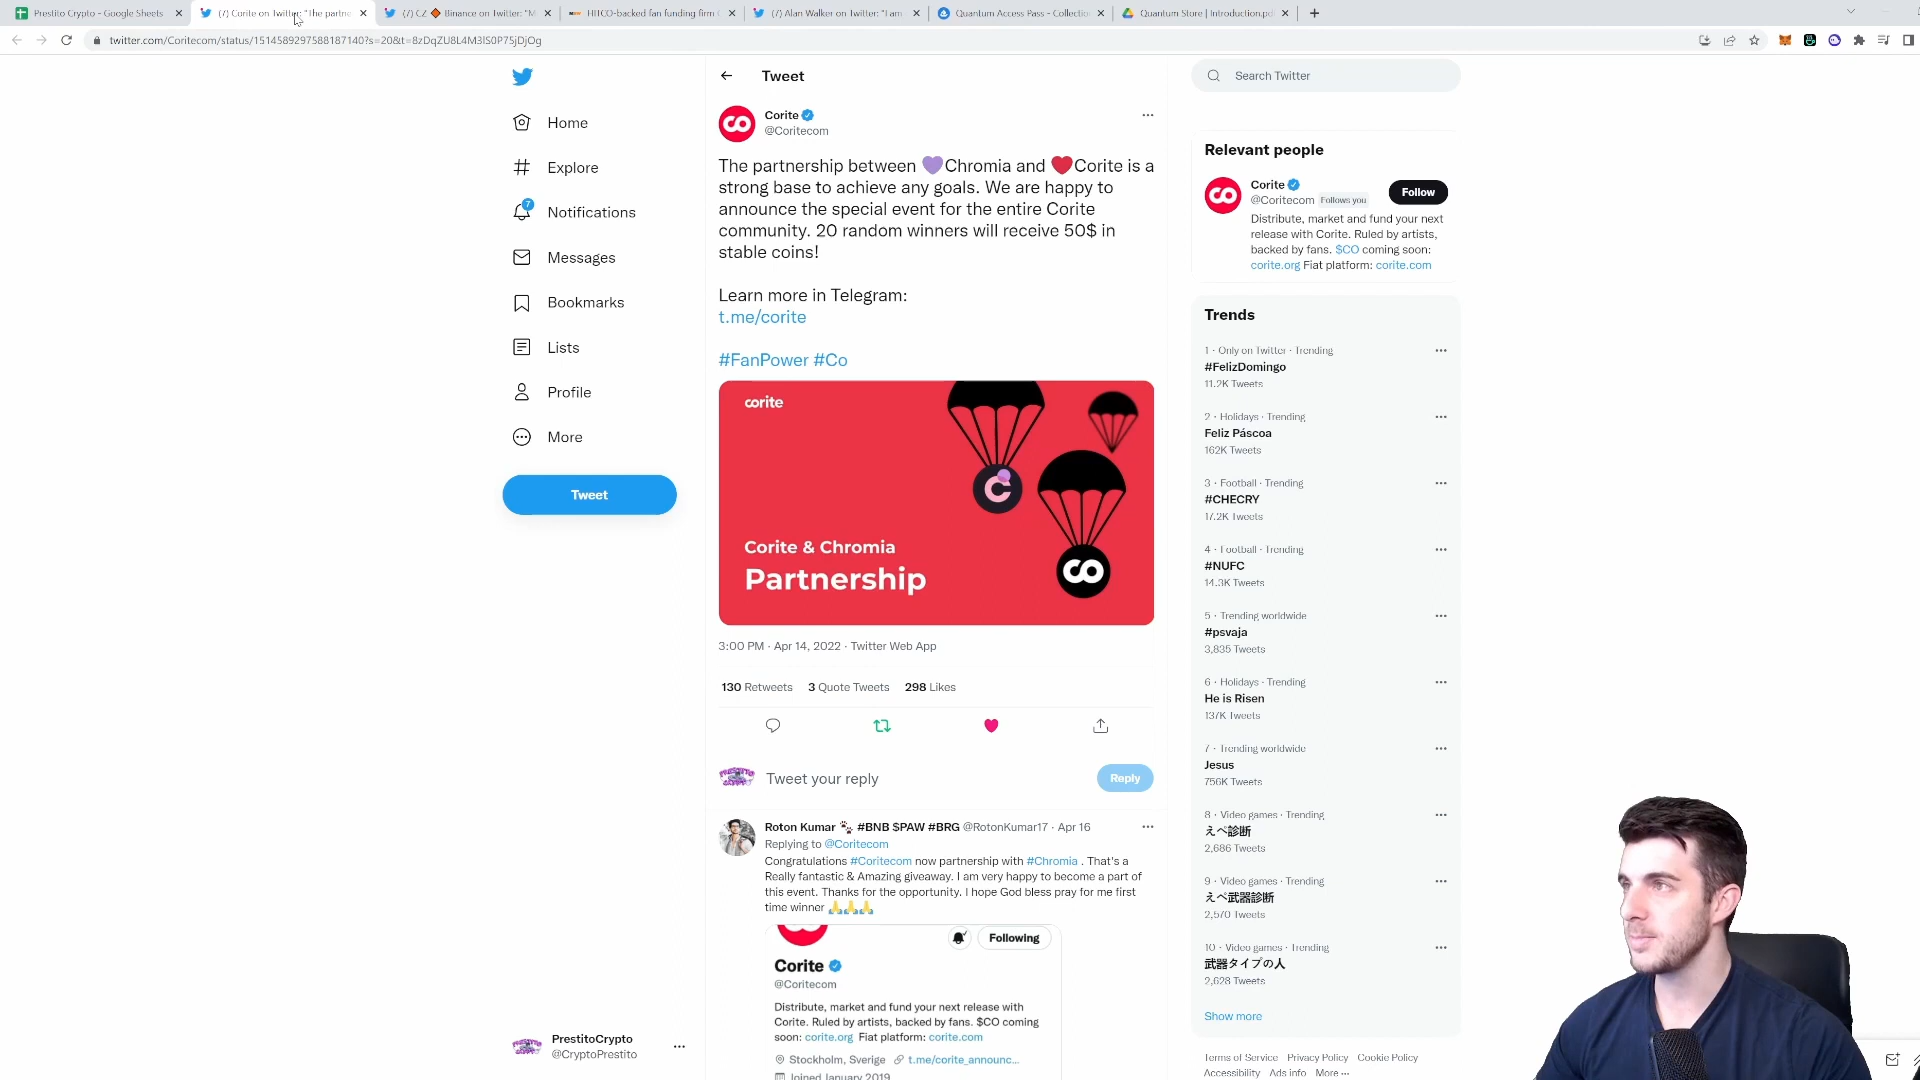 Prestito Crypto - Google Sheets
(7) Corite on Twitter: "The partne
(7) CZ 🔶 Binance on Twitter: "M
HITCO-backed fan funding firm C
(7) Alan Walker on Twitter: "I am
Quantum Access Pass - Collectio
Quantum Store | Introduction.pd
twitter.com/Coritecom/status/1514589297588187140?s=20&t=8zDqZU8L4M3lS0P75jDjOg
Home
Explore
7
Notifications
Messages
Bookmarks
Lists
Profile
More
Tweet
PrestitoCrypto
@CryptoPrestito
Tweet
Corite
@Coritecom
The partnership between 💜Chromia and ❤️Corite is a
strong base to achieve any goals. We are happy to
announce the special event for the entire Corite
community. 20 random winners will receive 50$ in
stable coins!
Learn more in Telegram:
t.me/corite
#FanPower #Co
corite
Corite & Chromia
Partnership
3:00 PM · Apr 14, 2022 · Twitter Web App
130 Retweets 3 Quote Tweets 298 Likes
Tweet your reply
Reply
Roton Kumar 🐾 #BNB $PAW #BRG @RotonKumar17 · Apr 16
Replying to @Coritecom
Congratulations #Coritecom now partnership with #Chromia . That's a
Really fantastic & Amazing giveaway. I am very happy to become a part of
this event. Thanks for the opportunity. I hope God bless pray for me first
time winner 🙏🙏🙏
Following
Corite
@Coritecom
Distribute, market and fund your next release with
Corite. Ruled by artists, backed by fans. $CO coming
soon: corite.org Fiat platform: corite.com
Stockholm, Sverige t.me/corite_announc...
Joined January 2019
Search Twitter
Relevant people
Corite
@Coritecom Follows you
Follow
Distribute, market and fund your next
release with Corite. Ruled by artists,
backed by fans. $CO coming soon:
corite.org Fiat platform: corite.com
Trends
1 · Only on Twitter · Trending
#FelizDomingo
11.2K Tweets
2 · Holidays · Trending
Feliz Páscoa
162K Tweets
3 · Football · Trending
#CHECRY
17.2K Tweets
4 · Football · Trending
#NUFC
14.3K Tweets
5 · Trending worldwide
#psvaja
3,835 Tweets
6 · Holidays · Trending
He is Risen
137K Tweets
7 · Trending worldwide
Jesus
756K Tweets
8 · Video games · Trending
えぺ診断
2,686 Tweets
9 · Video games · Trending
えぺ武器診断
2,570 Tweets
10 · Video games · Trending
武器タイプの人
2,628 Tweets
Show more
Terms of Service Privacy Policy Cookie Policy
Accessibility Ads info More ···